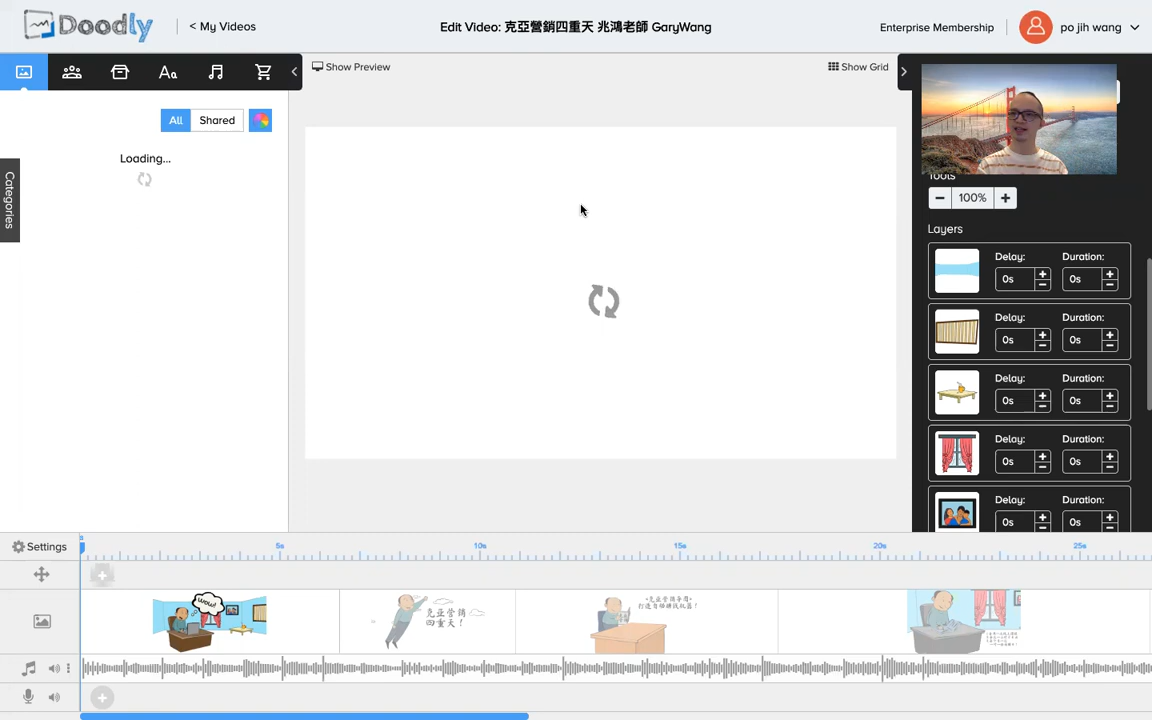 Doodly
< My Videos
Edit Video: 克亞營銷四重天 兆鴻老師 GaryWang
Enterprise Membership
po jih wang
Aa
Show Preview
Show Grid
All
Shared
Loading...
Categories
Tools
100%
Layers
Delay:
Duration:
0s
0s
Delay:
Duration:
0s
0s
Delay:
Duration:
0s
0s
Delay:
Duration:
0s
0s
Delay:
Duration:
0s
0s
Settings
5s
10s
15s
20s
25s
WOW!
克亞營銷
四重天!